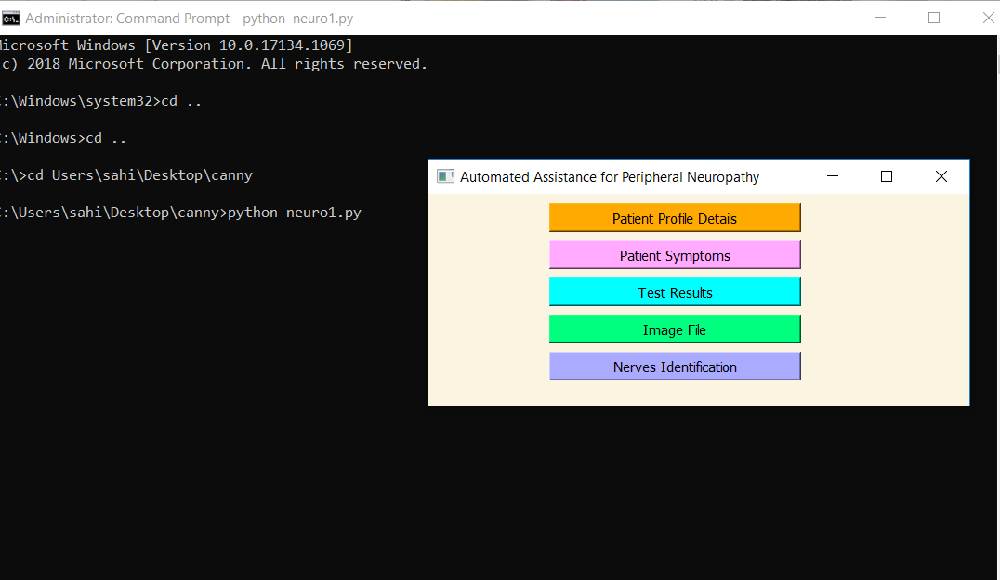 Administrator: Command Prompt - python  neuro1.py
Microsoft Windows [Version 10.0.17134.1069]
(c) 2018 Microsoft Corporation. All rights reserved.
C:\Windows\system32>cd ..
C:\Windows>cd ..
C:\>cd Users\sahi\Desktop\canny
C:\Users\sahi\Desktop\canny>python neuro1.py
Automated Assistance for Peripheral Neuropathy
Patient Profile Details
Patient Symptoms
Test Results
Image File
Nerves Identification